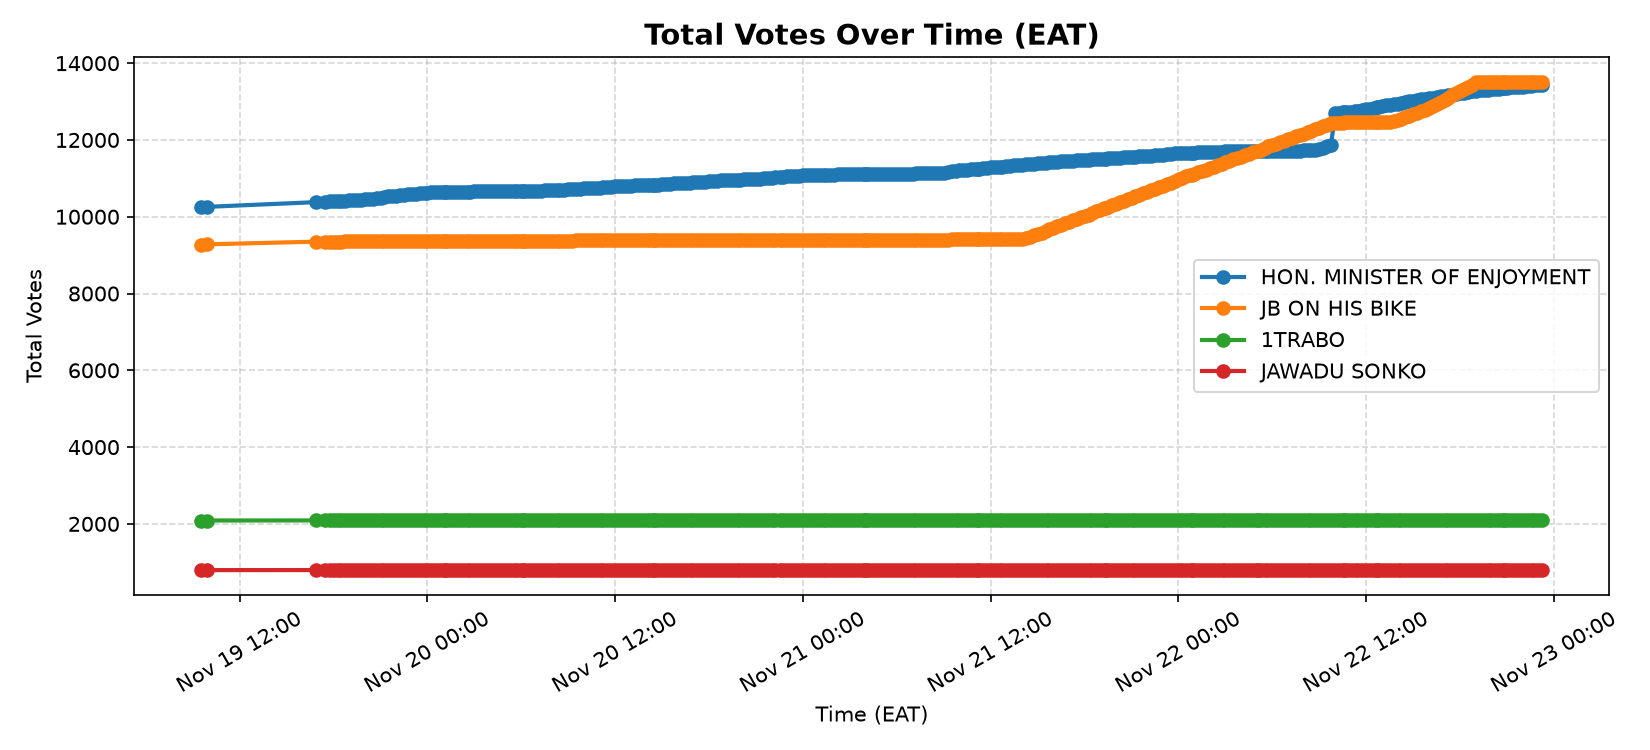 Total Votes Over Time (EAT)
Total Votes
14000
12000
10000
8000
6000
4000
2000
HON. MINISTER OF ENJOYMENT
JB ON HIS BIKE
1TRABO
JAWADU SONKO
Nov 19 12:00
Nov 20 00:00
Nov 20 12:00
Nov 21 00:00
Nov 21 12:00
Nov 22 00:00
Nov 22 12:00
Nov 23 00:00
Time (EAT)